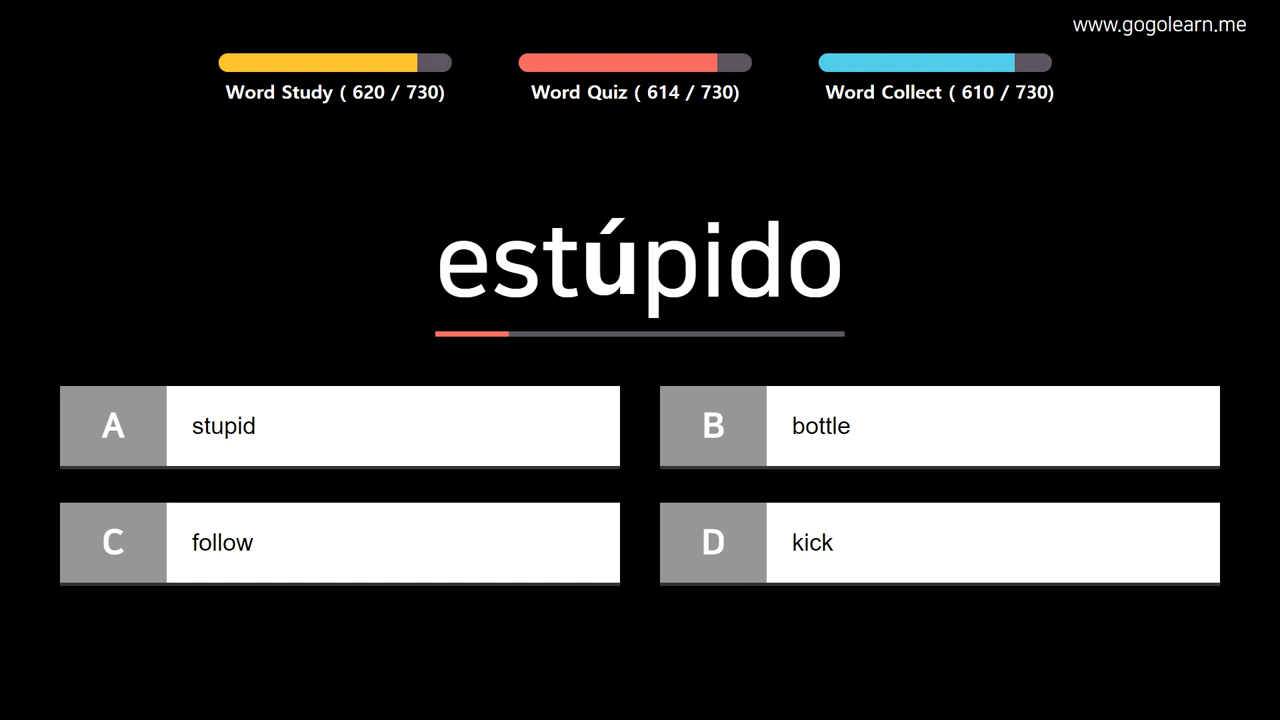 www.gogolearn.me
Word Study ( 620 / 730)
Word Quiz ( 614 / 730)
Word Collect ( 610 / 730)
estúpido
A stupid
B bottle
C follow
D kick